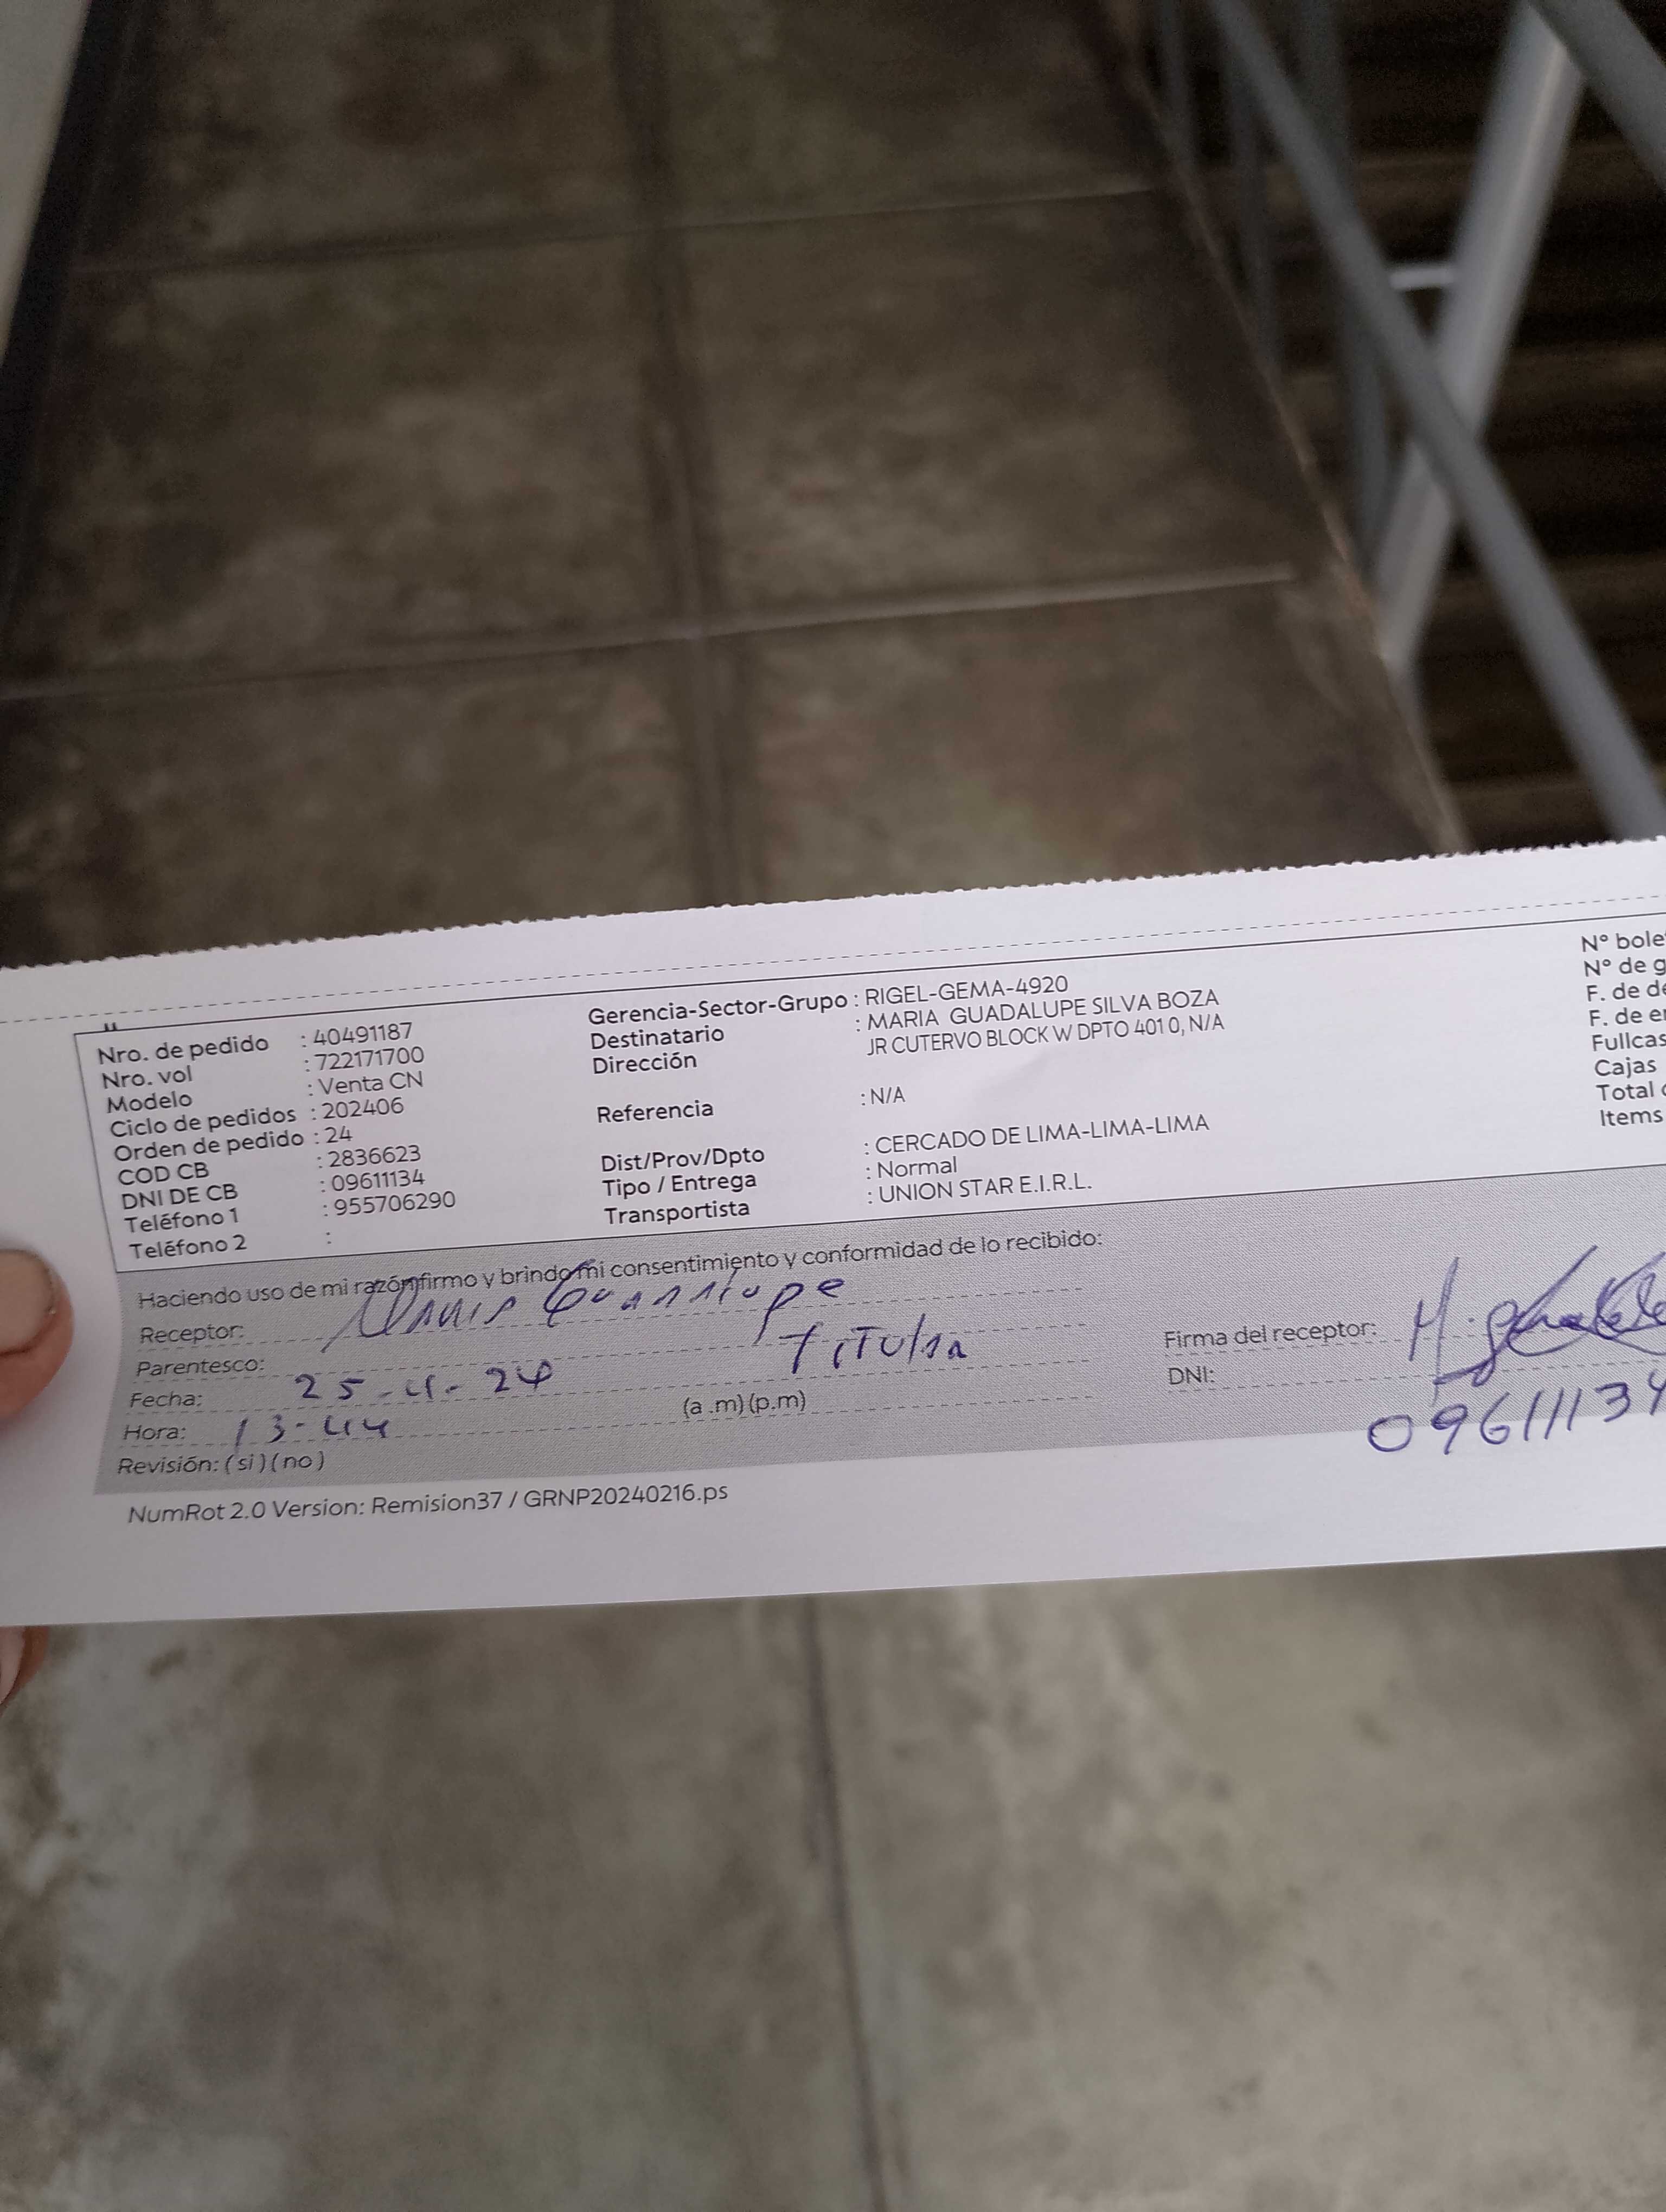 Nro. de pedido : 40491187
Nro. vol : 722171700
Modelo : Venta CN
Ciclo de pedidos : 202406
Orden de pedido : 24
COD CB : 2836623
DNI DE CB : 09611134
Teléfono 1 : 955706290
Teléfono 2 :
Gerencia-Sector-Grupo : RIGEL-GEMA-4920
Destinatario : MARIA GUADALUPE SILVA BOZA
Dirección JR CUTERVO BLOCK W DPTO 401 0, N/A
Referencia : N/A
Dist/Prov/Dpto : CERCADO DE LIMA-LIMA-LIMA
Tipo / Entrega : Normal
Transportista : UNION STAR E.I.R.L.
N° bole
N° de g
F. de de
F. de e
Fullcas
Cajas
Total
Items
Haciendo uso de mi razón firmo y brindo mi consentimiento y conformidad de lo recibido:
Receptor:
Parentesco: Titular
Fecha: 25-4-24
Hora: 13-44 (a .m) (p.m)
Revisión: (si) (no)
Firma del receptor:
DNI: 09611134
NumRot 2.0 Version: Remision37 / GRNP20240216.ps